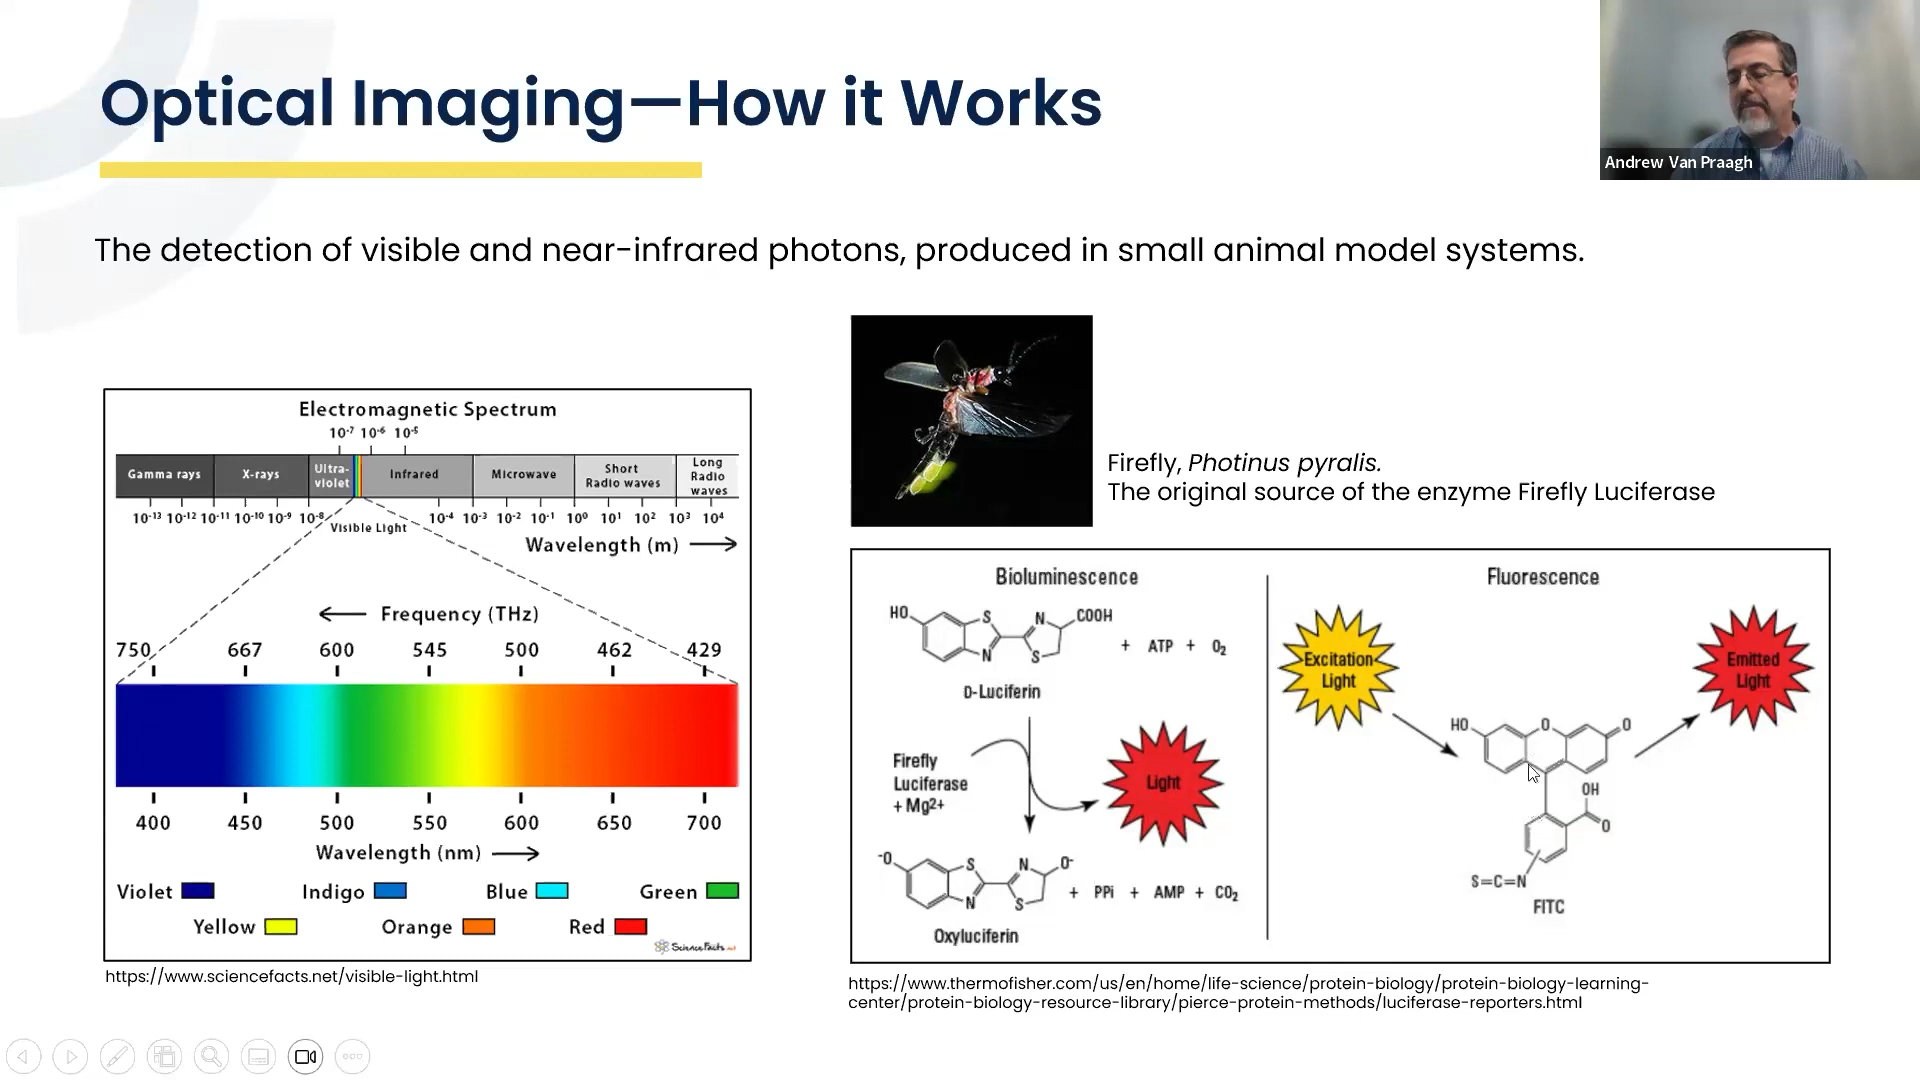 Optical Imaging—How it Works
Andrew Van Praagh
The detection of visible and near-infrared photons, produced in small animal model systems.
Electromagnetic Spectrum
10⁻⁷ 10⁻⁶ 10⁻⁵
Gamma rays X-rays Ultra-violet Infrared Microwave Short Radio waves Long Radio waves
10⁻¹³ 10⁻¹² 10⁻¹¹ 10⁻¹⁰ 10⁻⁹ 10⁻⁸ 10⁻⁴ 10⁻³ 10⁻² 10⁻¹ 10⁰ 10¹ 10² 10³ 10⁴
Visible Light
Wavelength (m)
Frequency (THz)
750 667 600 545 500 462 429
400 450 500 550 600 650 700
Wavelength (nm)
Violet Indigo Blue Green
Yellow Orange Red
ScienceFacts.net
https://www.sciencefacts.net/visible-light.html
Firefly, Photinus pyralis.
The original source of the enzyme Firefly Luciferase
Bioluminescence
HO S N COOH
N S
+ ATP + O₂
D-Luciferin
Firefly
Luciferase
+ Mg2+
Light
⁻O S N O⁻
N S
+ PPi + AMP + CO₂
Oxyluciferin
Fluorescence
Excitation
Light
Emitted
Light
HO O O
OH
O
S=C=N
FITC
https://www.thermofisher.com/us/en/home/life-science/protein-biology/protein-biology-learning-
center/protein-biology-resource-library/pierce-protein-methods/luciferase-reporters.html